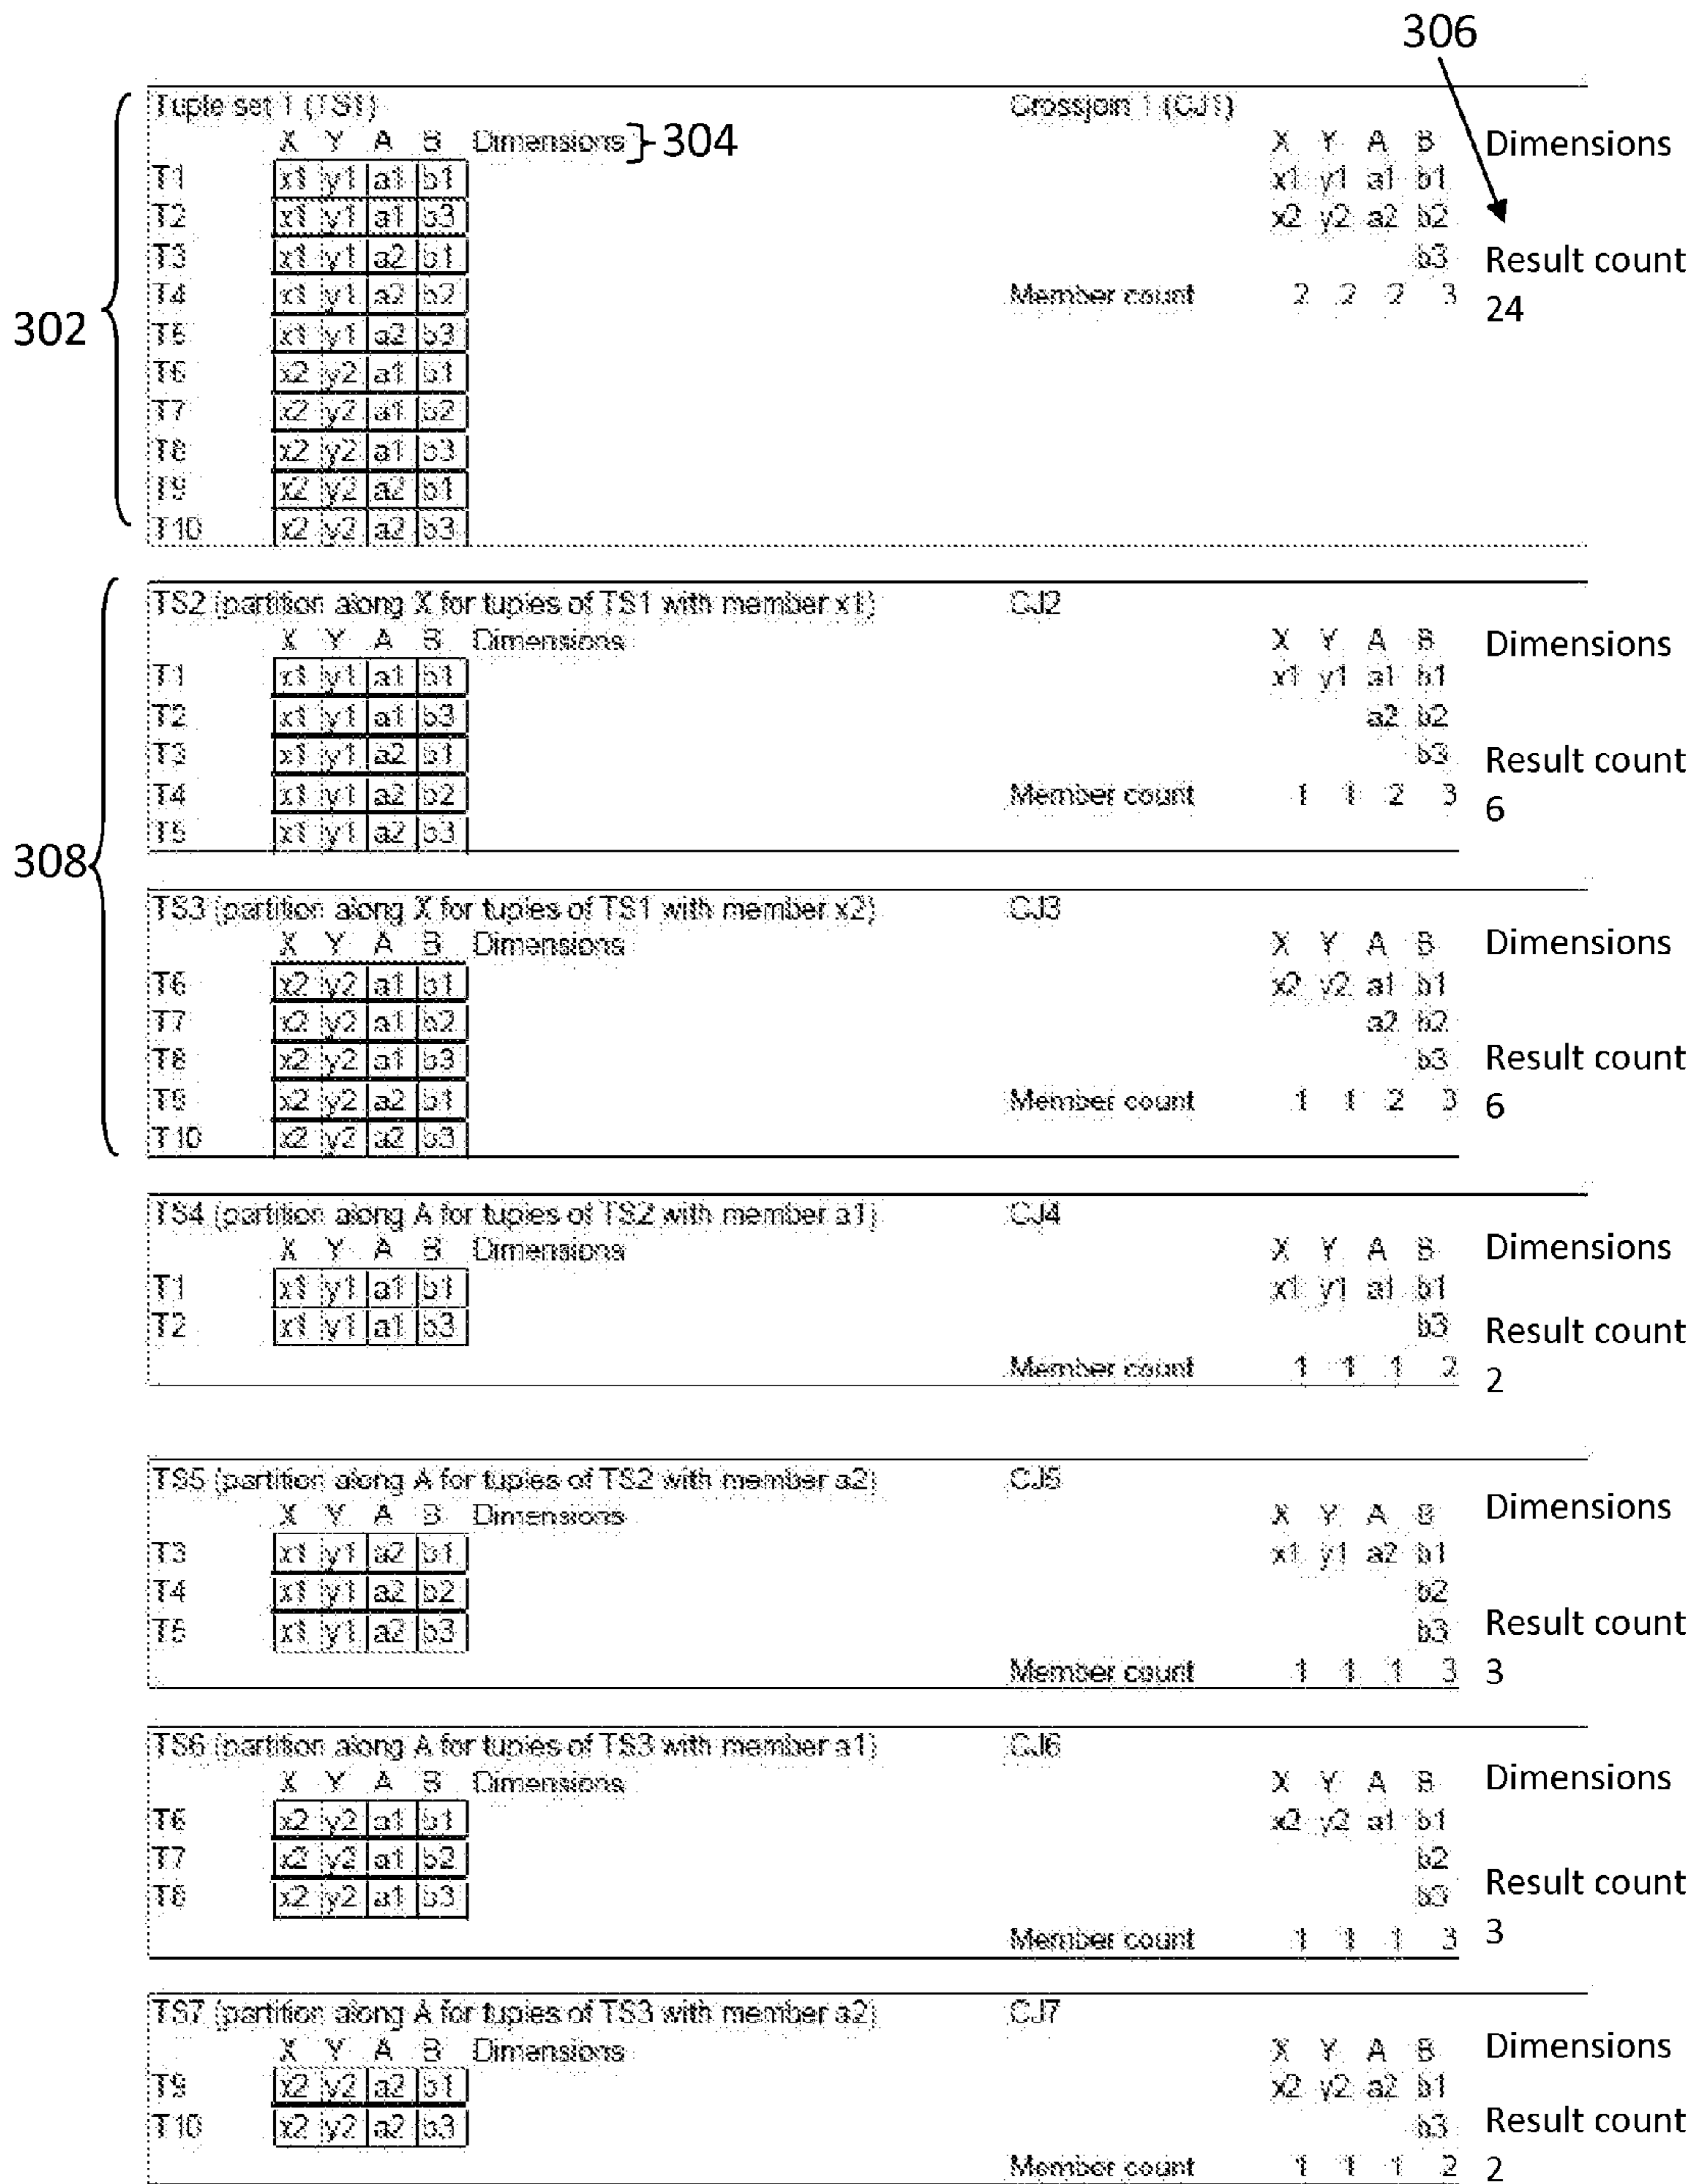 306
Tuple set 1 (TS1) Crossjoin 1 (CJ1)
X Y A B Dimensions 304 X Y A B Dimensions
T1 x1 y1 a1 b1 x1 y1 a1 b1
T2 x1 y1 a1 b3 x2 y2 a2 b2
T3 x1 y1 a2 b1 b3 Result count
T4 x1 y1 a2 b2 Member count 2 2 2 3 24
302 T5 x1 y1 a2 b3
T6 x2 y2 a1 b1
T7 x2 y2 a1 b2
T8 x2 y2 a1 b3
T9 x2 y2 a2 b1
T10 x2 y2 a2 b3
TS2 (partition along X for tuples of TS1 with member x1) CJ2
X Y A B Dimensions X Y A B Dimensions
T1 x1 y1 a1 b1 x1 y1 a1 b1
T2 x1 y1 a1 b3 a2 b2
T3 x1 y1 a2 b1 b3 Result count
T4 x1 y1 a2 b2 Member count 1 1 2 3 6
T5 x1 y1 a2 b3
308
TS3 (partition along X for tuples of TS1 with member x2) CJ3
X Y A B Dimensions X Y A B Dimensions
T6 x2 y2 a1 b1 x2 y2 a1 b1
T7 x2 y2 a1 b2 a2 b2
T8 x2 y2 a1 b3 b3 Result count
T9 x2 y2 a2 b1 Member count 1 1 2 3 6
T10 x2 y2 a2 b3
TS4 (partition along A for tuples of TS2 with member a1) CJ4
X Y A B Dimensions X Y A B Dimensions
T1 x1 y1 a1 b1 x1 y1 a1 b1
T2 x1 y1 a1 b3 b3 Result count
Member count 1 1 1 2 2
TS5 (partition along A for tuples of TS2 with member a2) CJ5
X Y A B Dimensions X Y A B Dimensions
T3 x1 y1 a2 b1 x1 y1 a2 b1
T4 x1 y1 a2 b2 b2
T5 x1 y1 a2 b3 b3 Result count
Member count 1 1 1 3 3
TS6 (partition along A for tuples of TS3 with member a1) CJ6
X Y A B Dimensions X Y A B Dimensions
T6 x2 y2 a1 b1 x2 y2 a1 b1
T7 x2 y2 a1 b2 b2
T8 x2 y2 a1 b3 b3 Result count
Member count 1 1 1 3 3
TS7 (partition along A for tuples of TS3 with member a2) CJ7
X Y A B Dimensions X Y A B Dimensions
T9 x2 y2 a2 b1 x2 y2 a2 b1
T10 x2 y2 a2 b3 b3 Result count
Member count 1 1 1 2 2